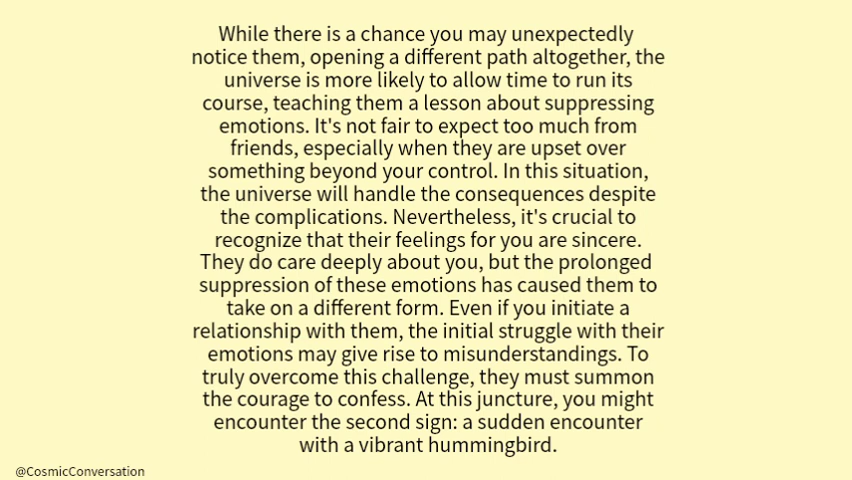 While there is a chance you may unexpectedly
notice them, opening a different path altogether, the
universe is more likely to allow time to run its
course, teaching them a lesson about suppressing
emotions. It's not fair to expect too much from
friends, especially when they are upset over
something beyond your control. In this situation,
the universe will handle the consequences despite
the complications. Nevertheless, it's crucial to
recognize that their feelings for you are sincere.
They do care deeply about you, but the prolonged
suppression of these emotions has caused them to
take on a different form. Even if you initiate a
relationship with them, the initial struggle with their
emotions may give rise to misunderstandings. To
truly overcome this challenge, they must summon
the courage to confess. At this juncture, you might
encounter the second sign: a sudden encounter
with a vibrant hummingbird.
@CosmicConversation